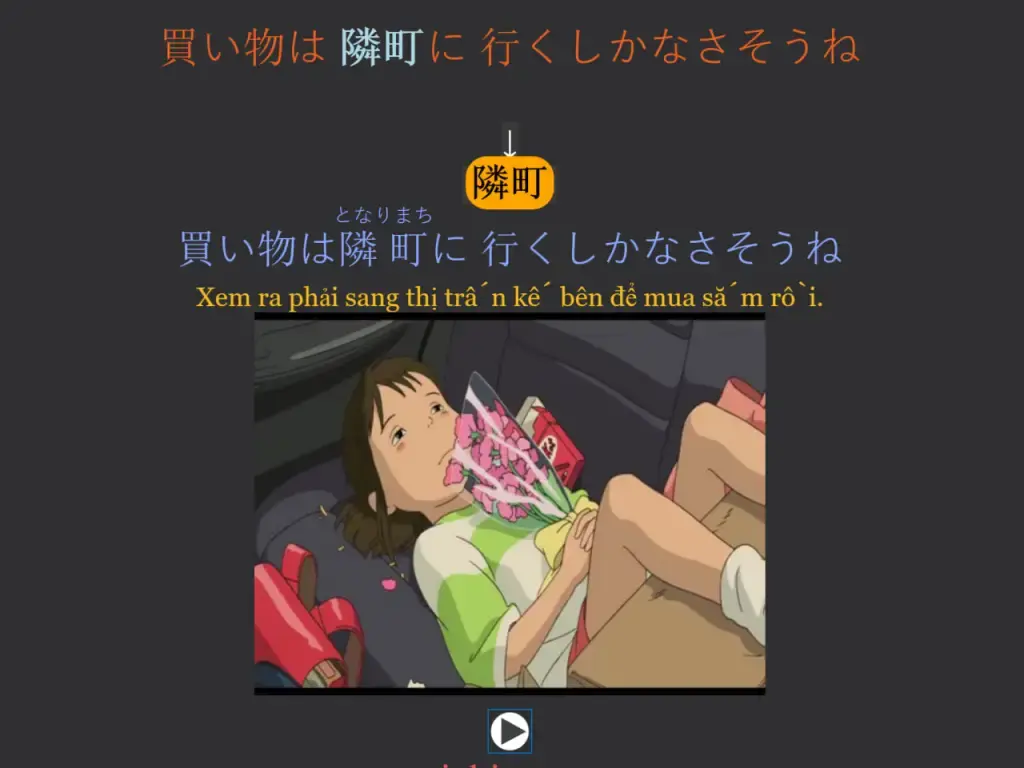 買い物は 隣町に 行くしかなさそうね
↓
隣町
となりまち
買い物は隣町に 行くしかなさそうね
Xem ra phải sang thị trấn kế bên để mua sắm rồi.